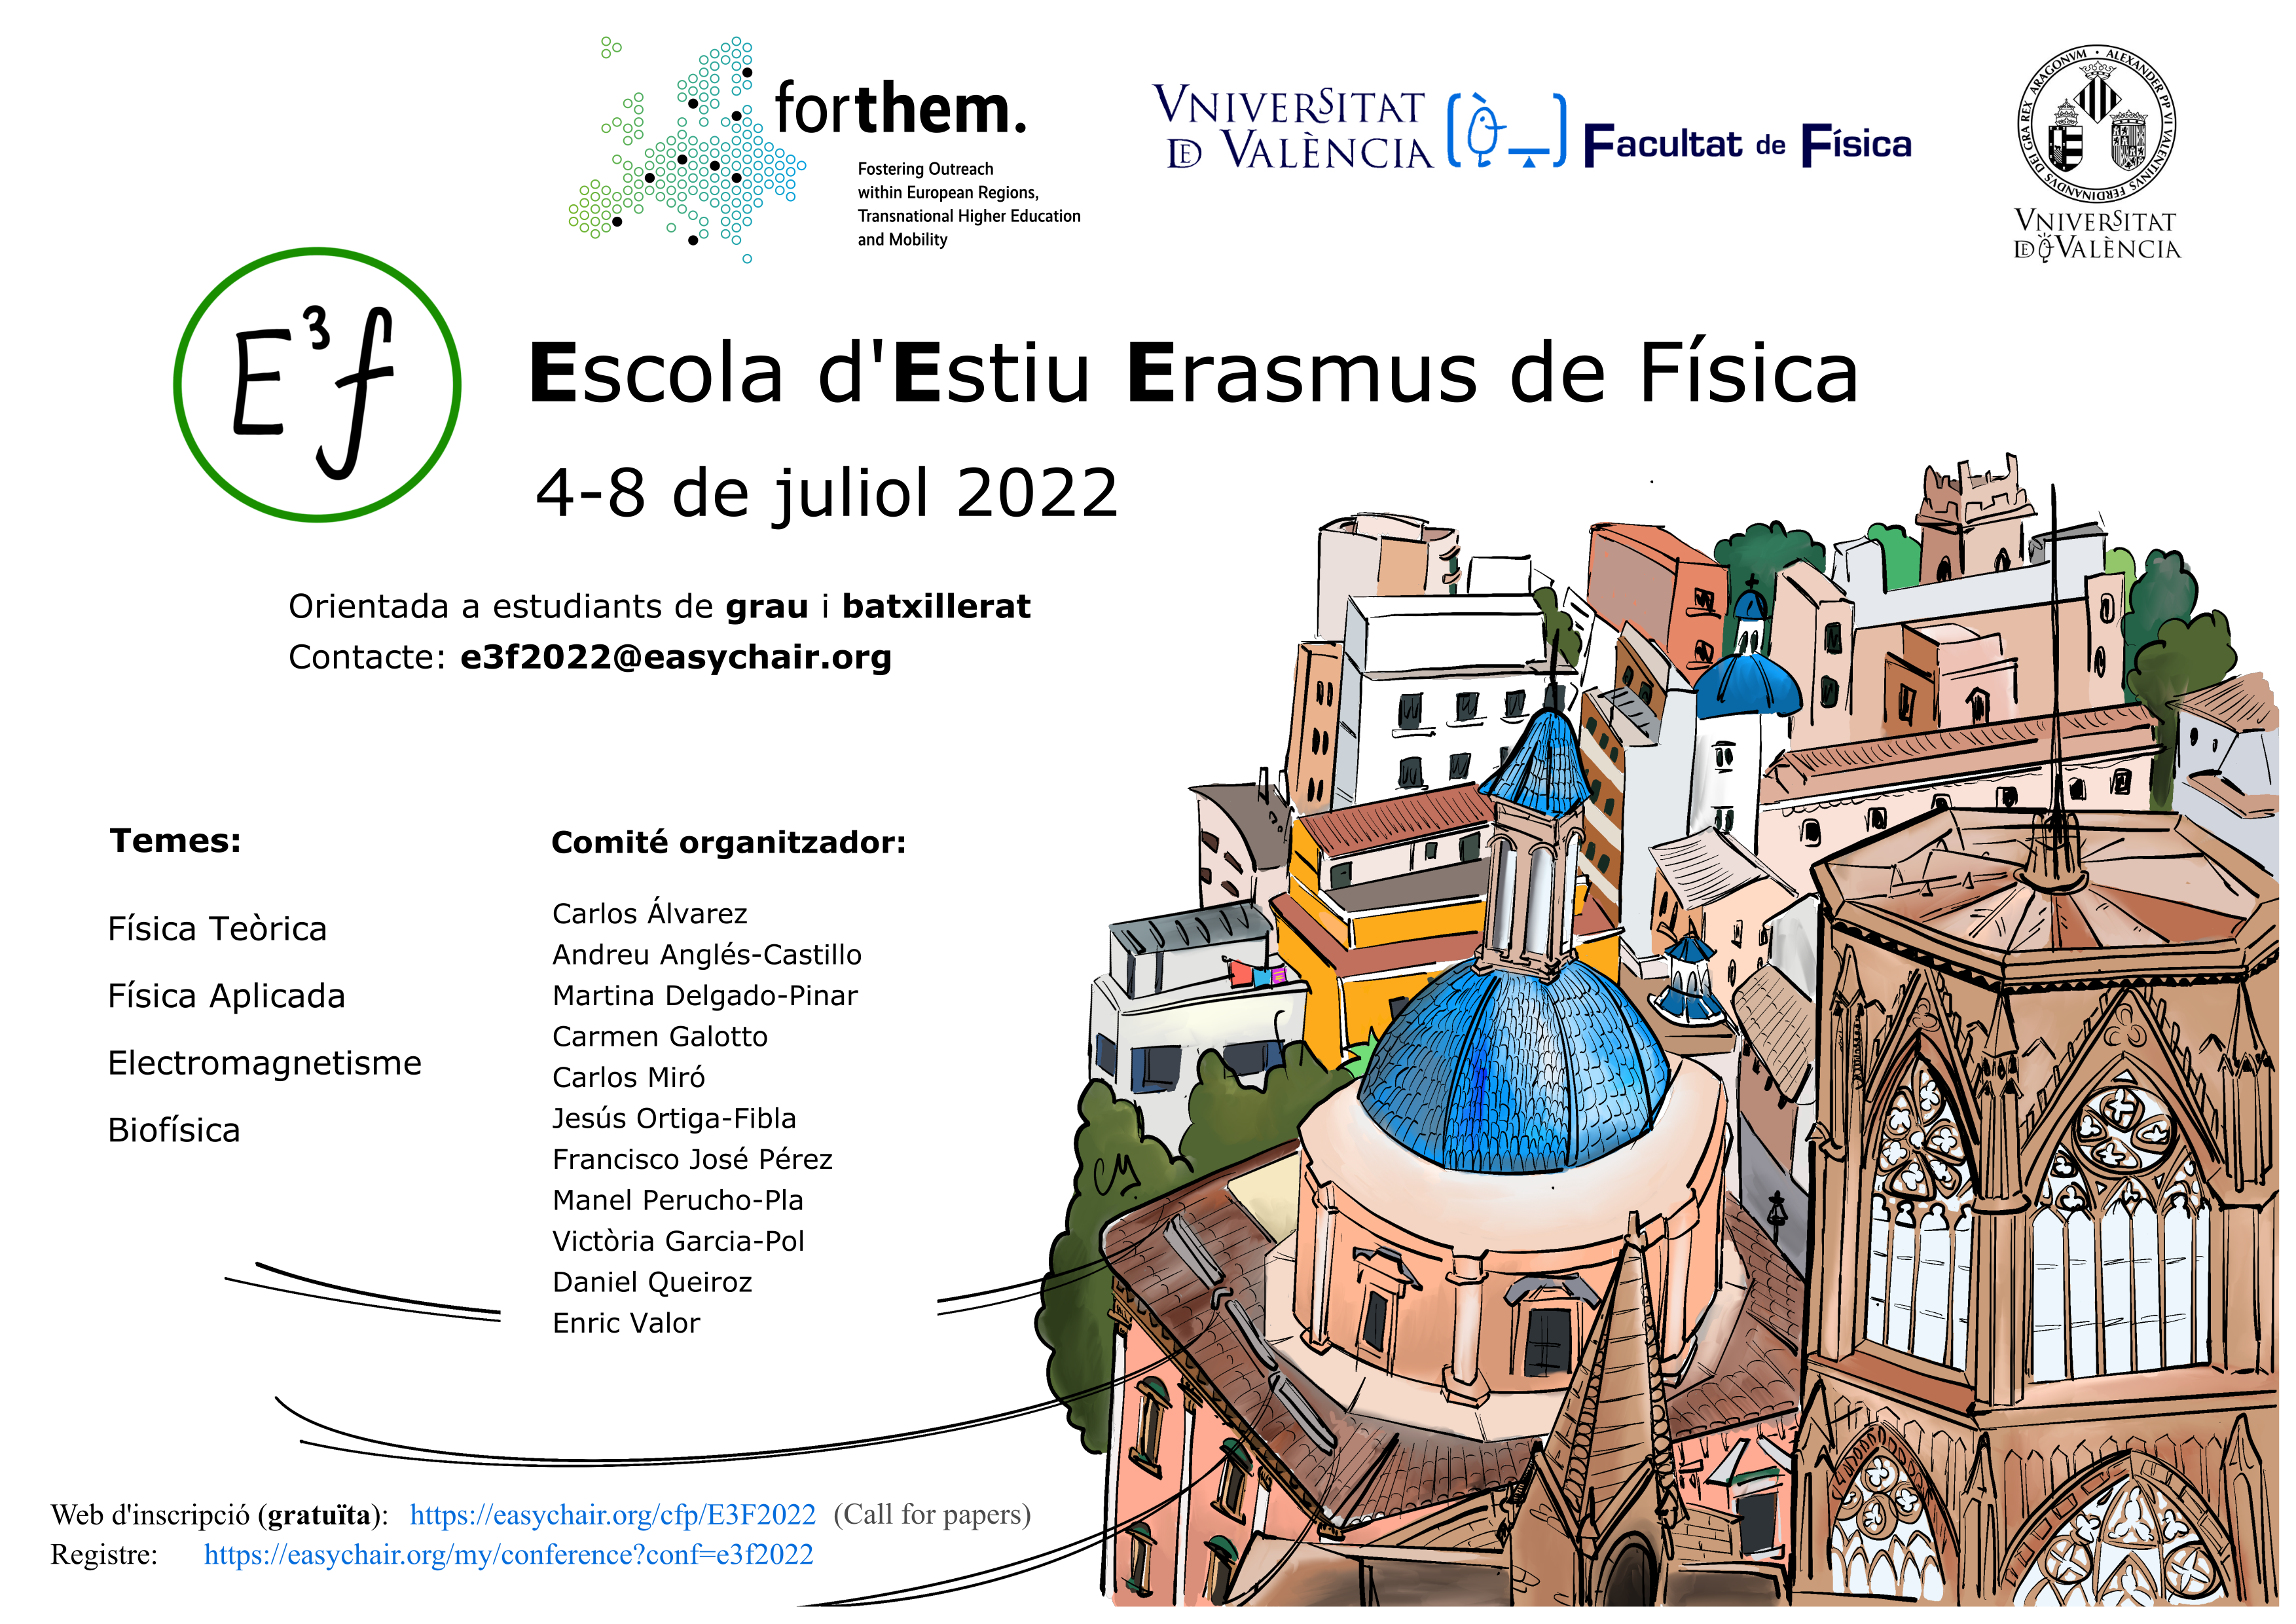 forthem.
Fostering Outreach
within European Regions,
Transnational Higher Education
and Mobility
VNIVERSITAT
DE VALÈNCIA
Facultat de Física
ARAGONVM · ALEXANDER PP VI VALENTINVS FERDINANDVS DEI GRA REX
VNIVERSITAT
DE VALÈNCIA
E³f
Escola d'Estiu Erasmus de Física
4-8 de juliol 2022
Orientada a estudiants de grau i batxillerat
Contacte: e3f2022@easychair.org
Temes:
Física Teòrica
Física Aplicada
Electromagnetisme
Biofísica
Comité organitzador:
Carlos Álvarez
Andreu Anglés-Castillo
Martina Delgado-Pinar
Carmen Galotto
Carlos Miró
Jesús Ortiga-Fibla
Francisco José Pérez
Manel Perucho-Pla
Victòria Garcia-Pol
Daniel Queiroz
Enric Valor
CM
Web d'inscripció (gratuïta): https://easychair.org/cfp/E3F2022 (Call for papers)
Registre: https://easychair.org/my/conference?conf=e3f2022